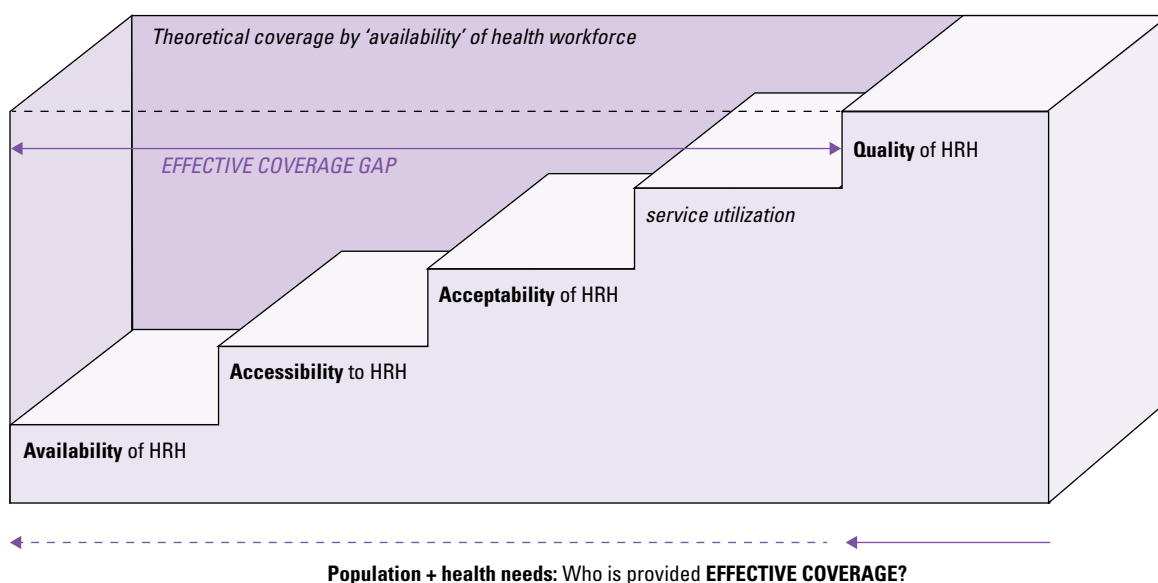 Theoretical coverage by ‘availability’ of health workforce
EFFECTIVE COVERAGE GAP
Quality of HRH
service utilization
Acceptability of HRH
Accessibility to HRH
Availability of HRH
Population + health needs: Who is provided EFFECTIVE COVERAGE?